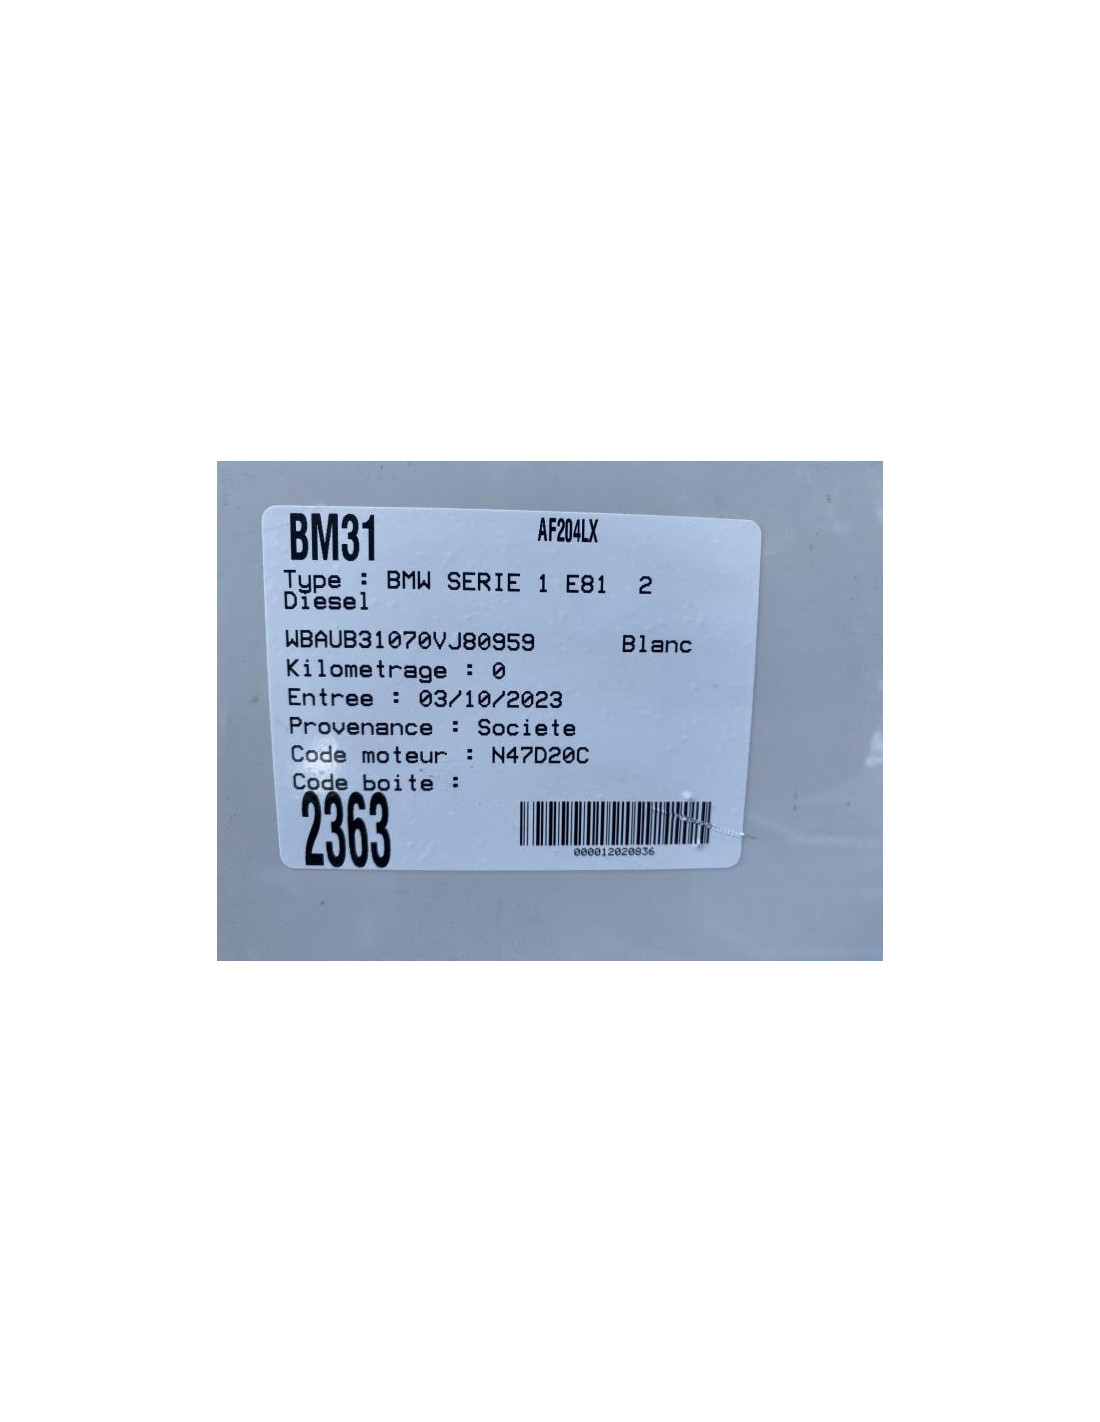 BM31 AF204LX
Type : BMW SERIE 1 E81 2
Diesel
WBAUB31070VJ80959 Blanc
Kilometrage : 0
Entree : 03/10/2023
Provenance : Societe
Code moteur : N47D20C
Code boite :
2363
000012020836